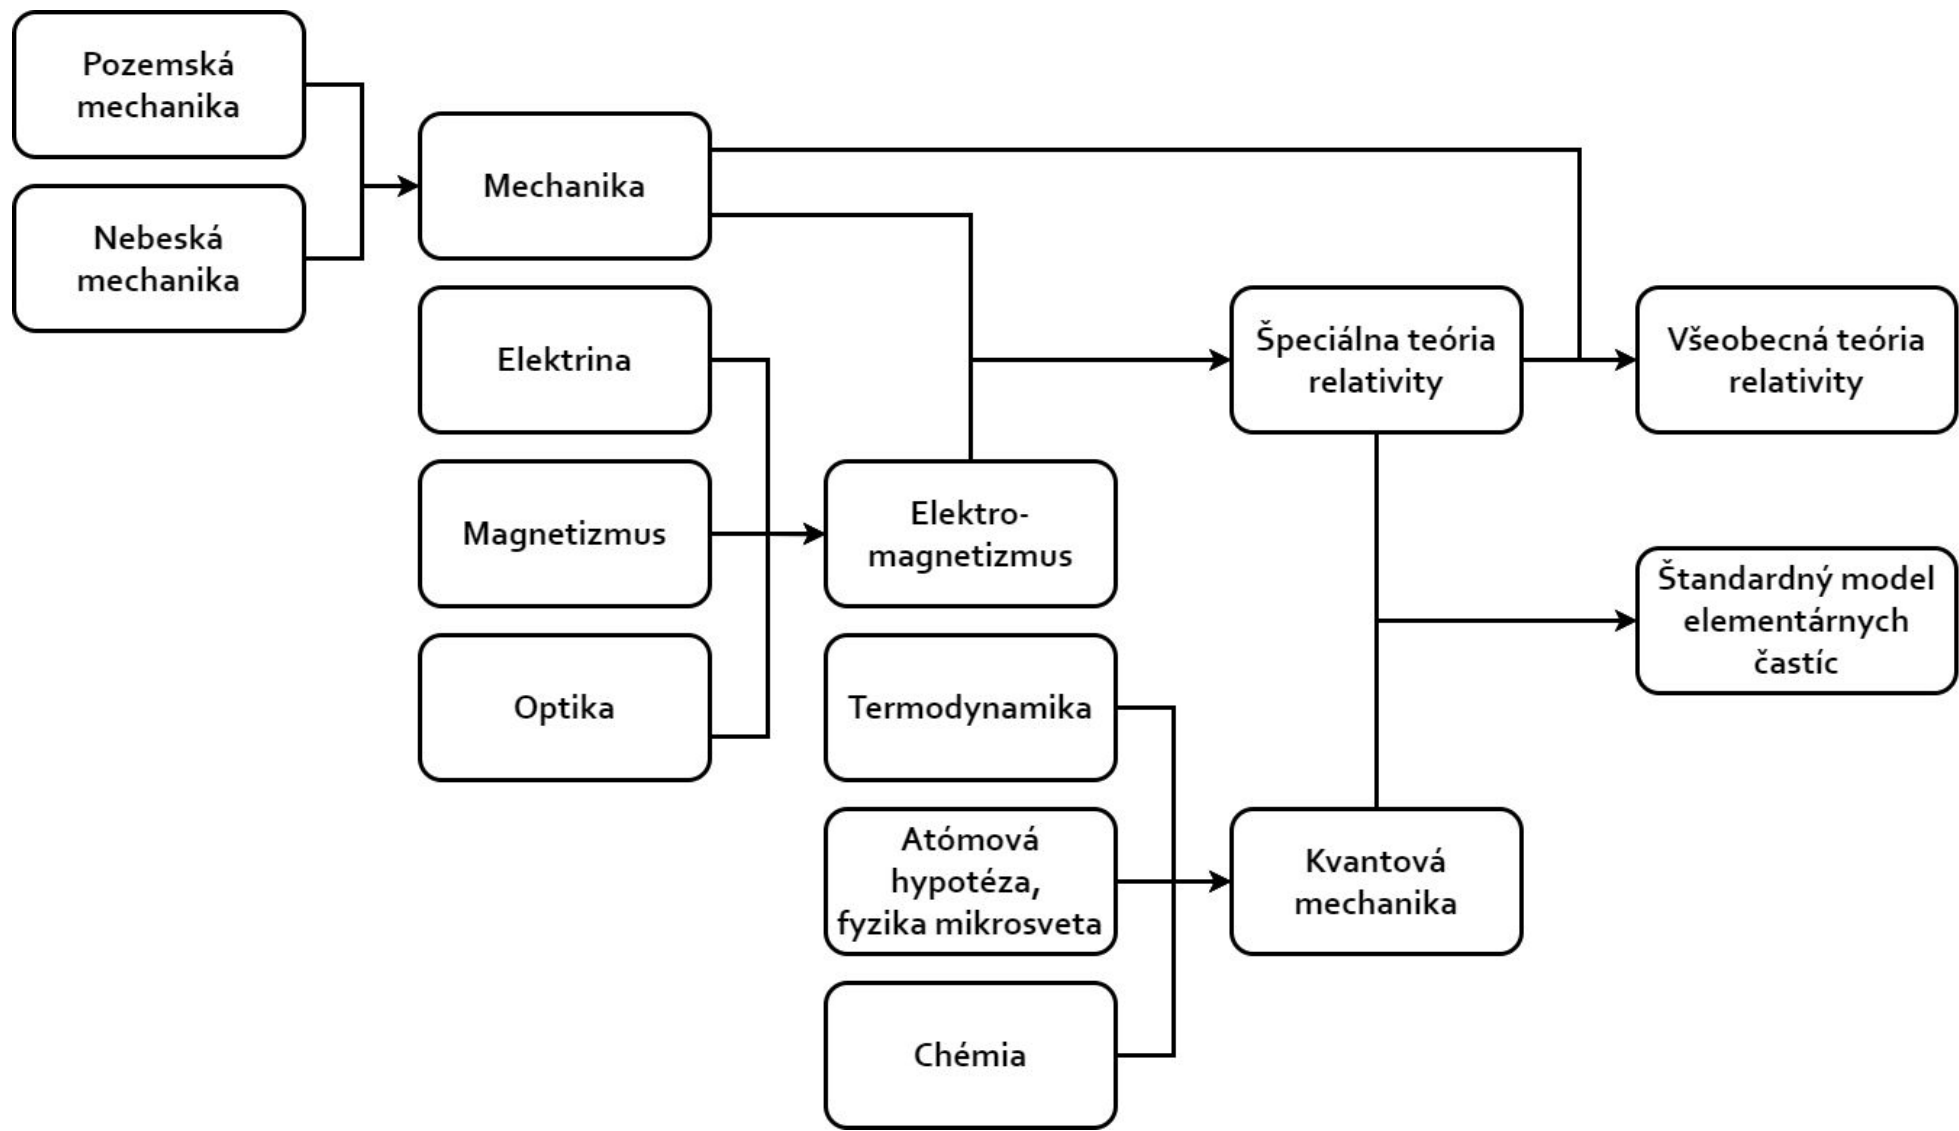 Pozemská
mechanika
Nebeská
mechanika
Mechanika
Elektrina
Magnetizmus
Optika
Elektro-
magnetizmus
Termodynamika
Atómová
hypotéza,
fyzika mikrosveta
Chémia
Špeciálna teória
relativity
Kvantová
mechanika
Všeobecná teória
relativity
Štandardný model
elementárnych
častíc